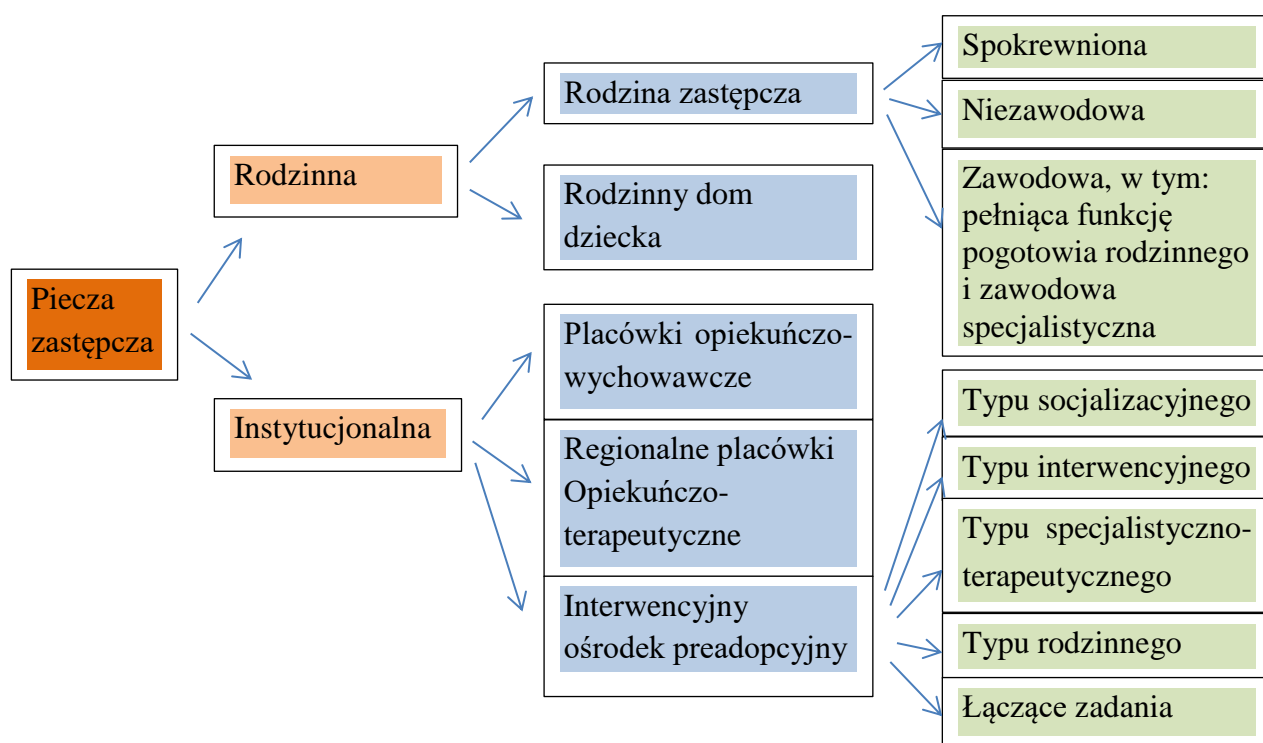 Piecza
zastępcza
Rodzinna
Instytucjonalna
Rodzina zastępcza
Rodzinny dom
dziecka
Placówki opiekuńczo-
wychowawcze
Regionalne placówki
Opiekuńczo-
terapeutyczne
Interwencyjny
ośrodek preadopcyjny
Spokrewniona
Niezawodowa
Zawodowa, w tym:
pełniąca funkcję
pogotowia rodzinnego
i zawodowa
specjalistyczna
Typu socjalizacyjnego
Typu interwencyjnego
Typu specjalistyczno-
terapeutycznego
Typu rodzinnego
Łączące zadania